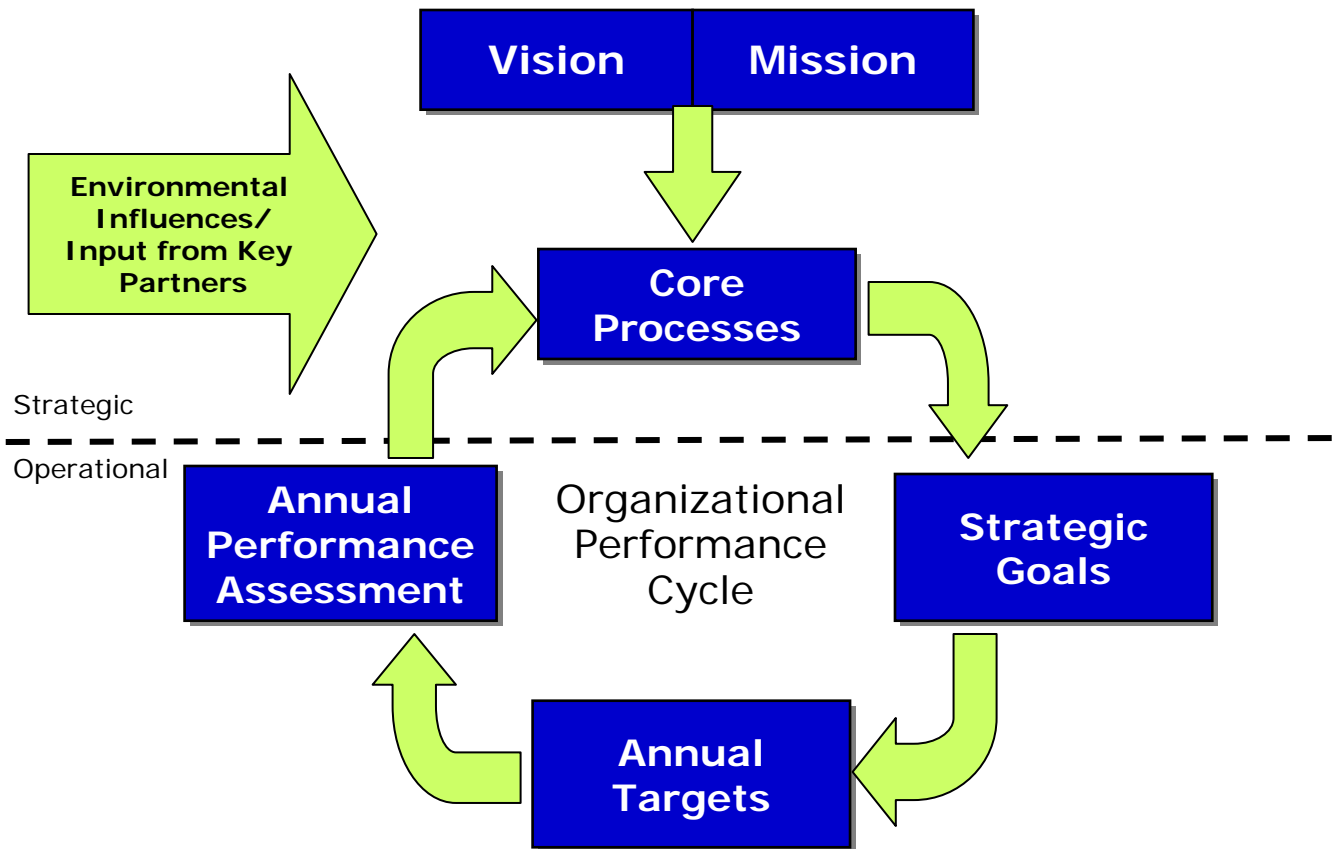 Vision
Mission
Environmental
Influences/
Input from Key
Partners
Core
Processes
Strategic
Operational
Annual
Performance
Assessment
Organizational
Performance
Cycle
Strategic
Goals
Annual
Targets